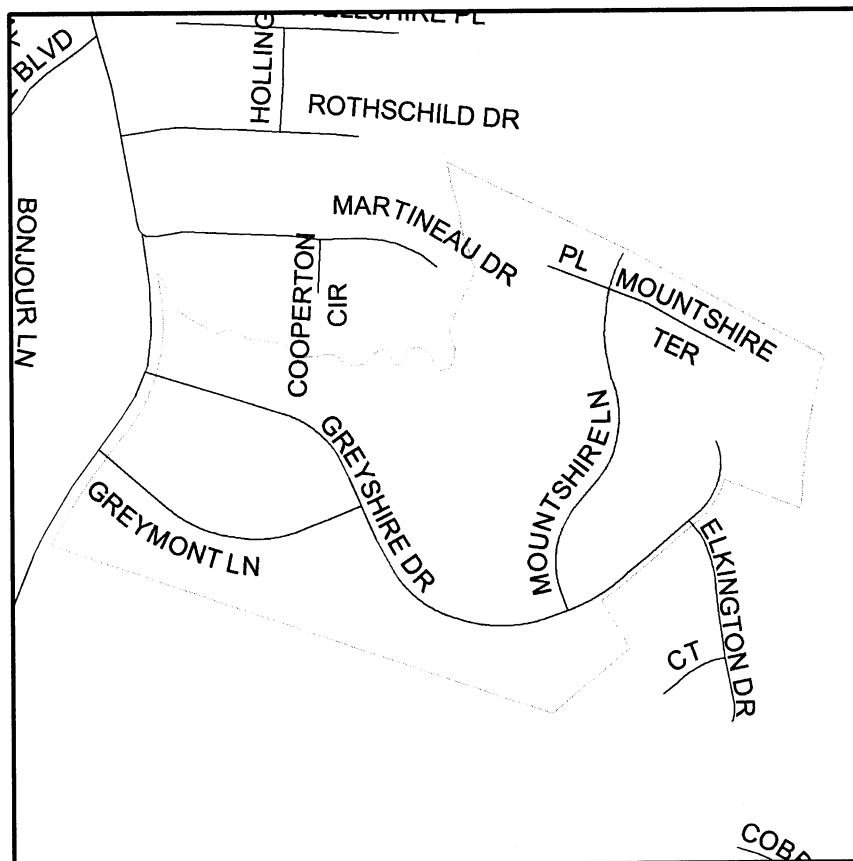 BLVD
HOLLING
PL
ROTHSCHILD DR
BONJOUR LN
MARTINEAU DR
COOPERTON
CIR
PL
MOUNTSHIRE
TER
GREYSHIRE DR
MOUNTSHIRE LN
GREYMONT LN
ELKINGTON DR
CT